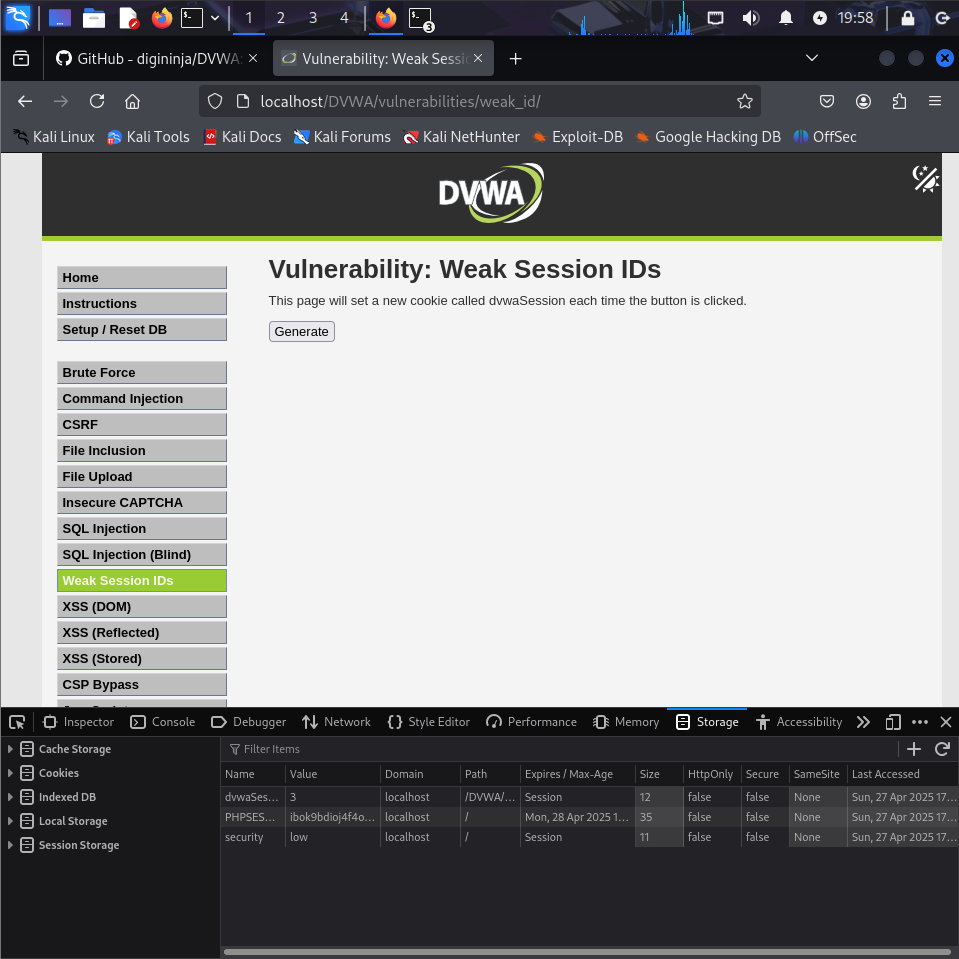 1 2 3 4 3 19:58
GitHub - digininja/DVWA: Vulnerability: Weak Sessio
localhost/DVWA/vulnerabilities/weak_id/
Kali Linux Kali Tools Kali Docs Kali Forums Kali NetHunter Exploit-DB Google Hacking DB OffSec
DVWA
Vulnerability: Weak Session IDs
This page will set a new cookie called dvwaSession each time the button is clicked.
Generate
Home
Instructions
Setup / Reset DB
Brute Force
Command Injection
CSRF
File Inclusion
File Upload
Insecure CAPTCHA
SQL Injection
SQL Injection (Blind)
Weak Session IDs
XSS (DOM)
XSS (Reflected)
XSS (Stored)
CSP Bypass
Inspector Console Debugger Network Style Editor Performance Memory Storage Accessibility
Cache Storage
Cookies
Indexed DB
Local Storage
Session Storage
Filter Items
Name Value Domain Path Expires / Max-Age Size HttpOnly Secure SameSite Last Accessed
dvwaSes... 3 localhost /DVWA/... Session 12 false false None Sun, 27 Apr 2025 17...
PHPSES... ibok9bdioj4f4o... localhost / Mon, 28 Apr 2025 1... 35 false false None Sun, 27 Apr 2025 17...
security low localhost / Session 11 false false None Sun, 27 Apr 2025 17...